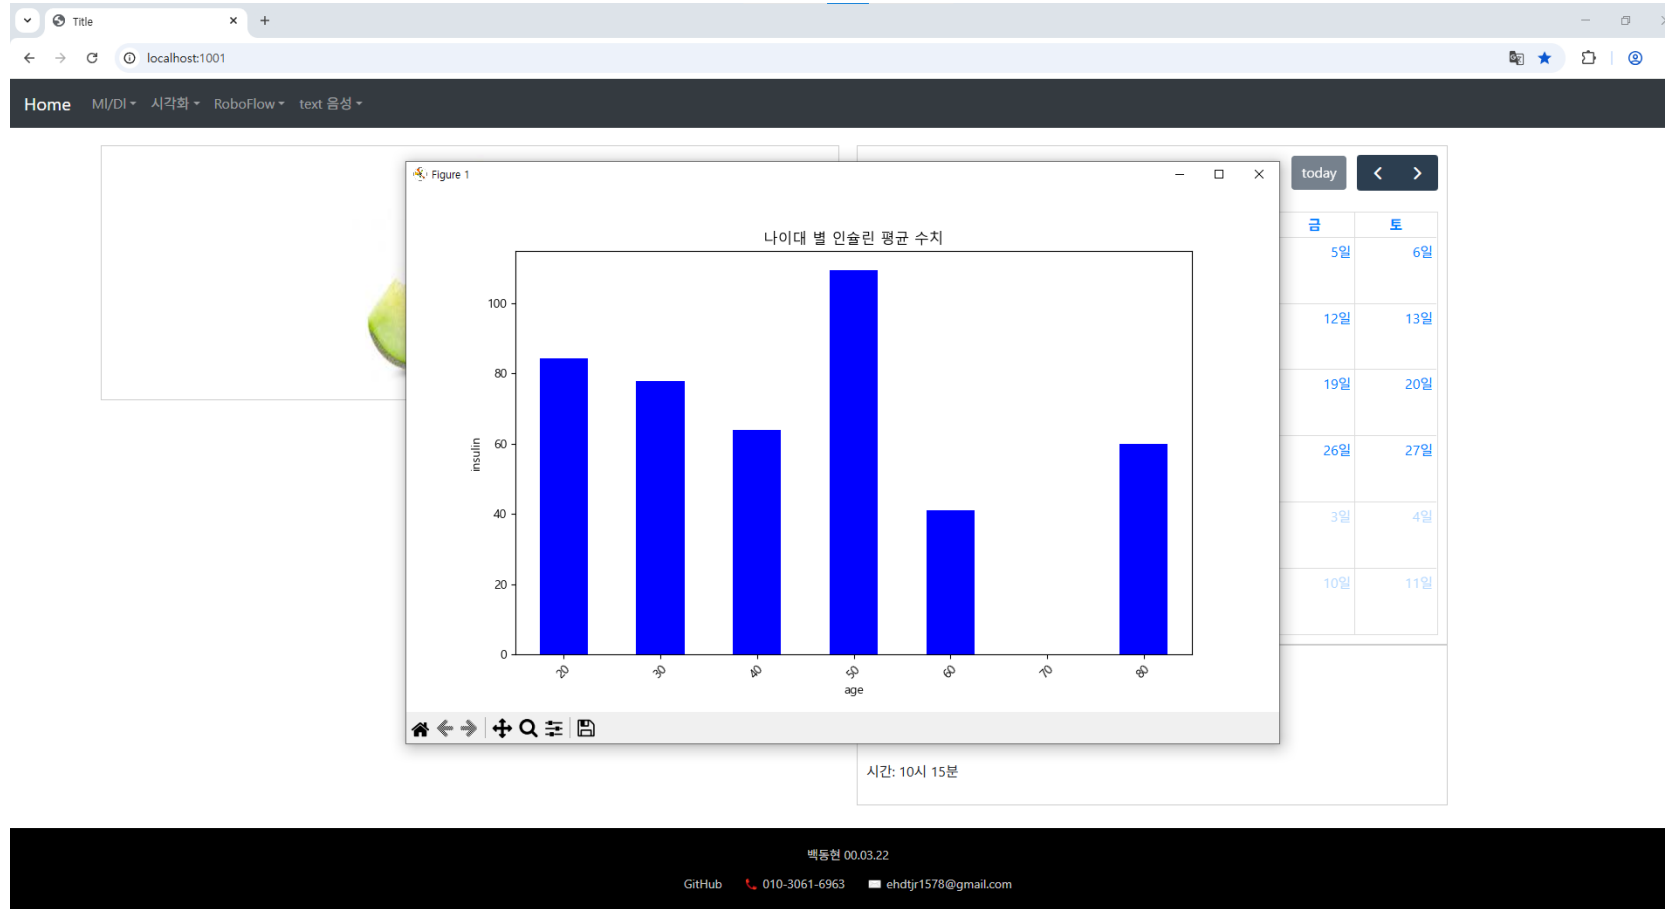 Title
localhost:1001
Home Ml/Dl 시각화 RoboFlow text 음성
Figure 1
today
나이대 별 인슐린 평균 수치
100
80
60
40
20
0
insulin
20 30 40 50 60 70 80
age
금 토
5일 6일
12일 13일
19일 20일
26일 27일
3일 4일
10일 11일
시간: 10시 15분
백동현 00.03.22
GitHub 010-3061-6963 ehdtjr1578@gmail.com